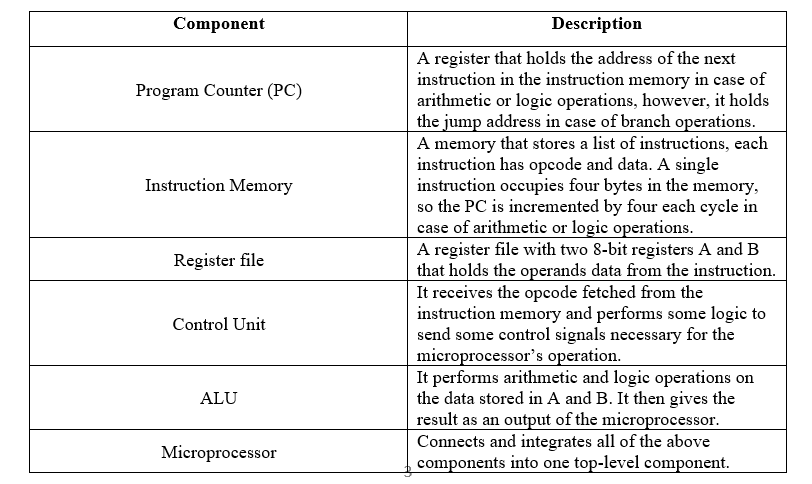 Component
Description
Program Counter (PC)
A register that holds the address of the next
instruction in the instruction memory in case of
arithmetic or logic operations, however, it holds
the jump address in case of branch operations.
Instruction Memory
A memory that stores a list of instructions, each
instruction has opcode and data. A single
instruction occupies four bytes in the memory,
so the PC is incremented by four each cycle in
case of arithmetic or logic operations.
Register file
A register file with two 8-bit registers A and B
that holds the operands data from the instruction.
Control Unit
It receives the opcode fetched from the
instruction memory and performs some logic to
send some control signals necessary for the
microprocessor’s operation.
ALU
It performs arithmetic and logic operations on
the data stored in A and B. It then gives the
result as an output of the microprocessor.
Microprocessor
Connects and integrates all of the above
components into one top-level component.
3